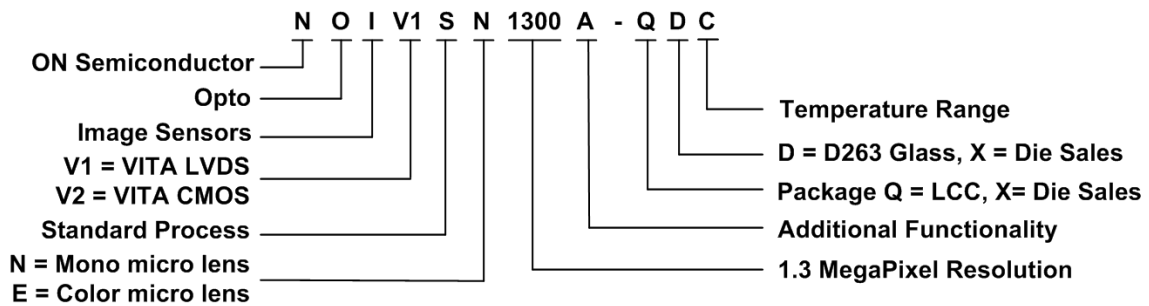 N O I V1 S N 1300 A - Q D C
ON Semiconductor
Opto
Image Sensors
V1 = VITA LVDS
V2 = VITA CMOS
Standard Process
N = Mono micro lens
E = Color micro lens
Temperature Range
D = D263 Glass, X = Die Sales
Package Q = LCC, X= Die Sales
Additional Functionality
1.3 MegaPixel Resolution